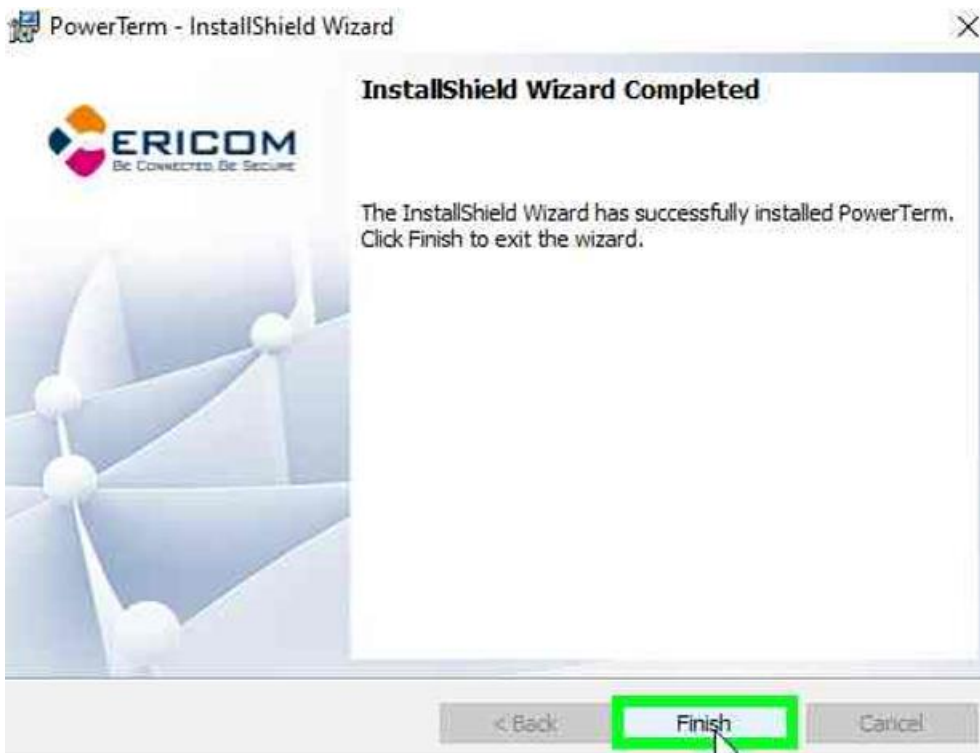 PowerTerm - InstallShield Wizard
InstallShield Wizard Completed
ERICOM
BE CONNECTED, BE SECURE
The InstallShield Wizard has successfully installed PowerTerm.
Click Finish to exit the wizard.
< Back
Finish
Cancel